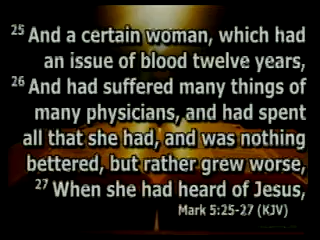 25 And a certain woman, which had
an issue of blood twelve years,
26 And had suffered many things of
many physicians, and had spent
all that she had, and was nothing
bettered, but rather grew worse,
27 When she had heard of Jesus,
Mark 5:25-27 (KJV)